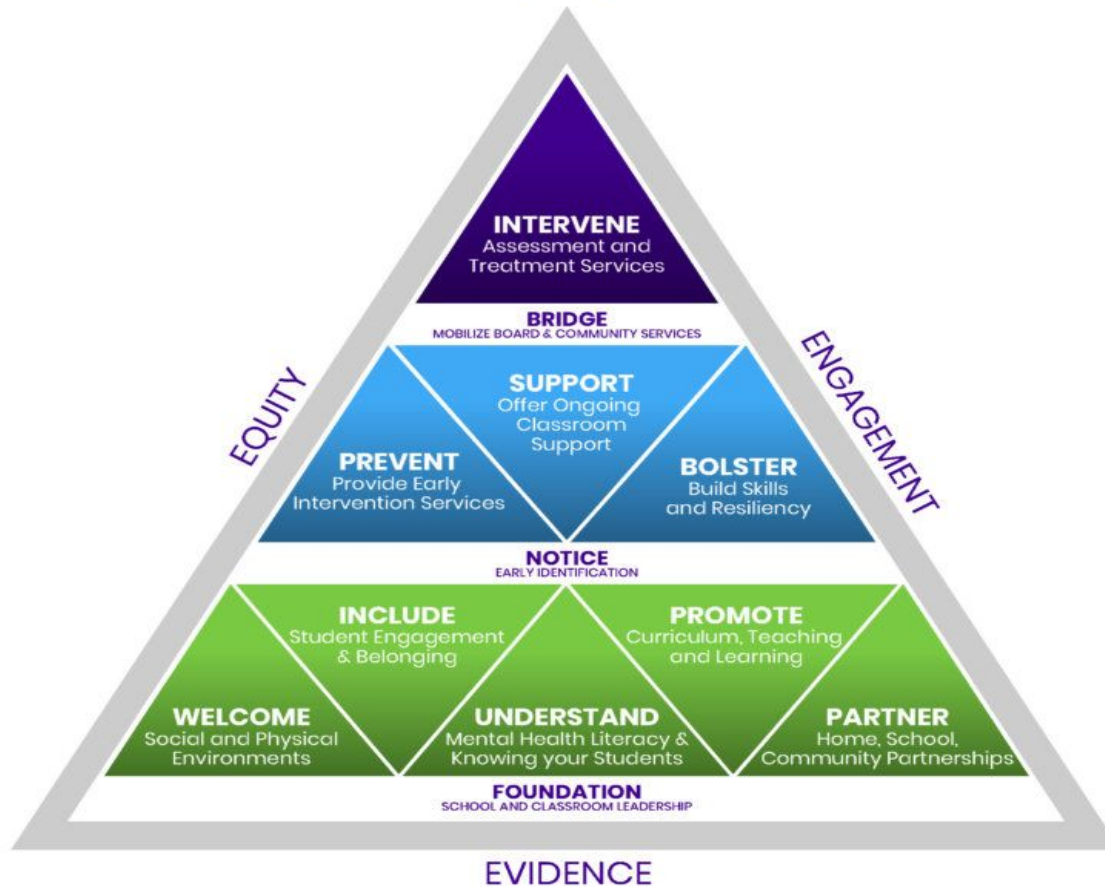 INTERVENE
Assessment and
Treatment Services
BRIDGE
MOBILIZE BOARD & COMMUNITY SERVICES
EQUITY
ENGAGEMENT
SUPPORT
Offer Ongoing
Classroom
Support
PREVENT
Provide Early
Intervention Services
BOLSTER
Build Skills
and Resiliency
NOTICE
EARLY IDENTIFICATION
INCLUDE
Student Engagement
& Belonging
PROMOTE
Curriculum, Teaching
and Learning
WELCOME
Social and Physical
Environments
UNDERSTAND
Mental Health Literacy &
Knowing your Students
PARTNER
Home, School,
Community Partnerships
FOUNDATION
SCHOOL AND CLASSROOM LEADERSHIP
EVIDENCE